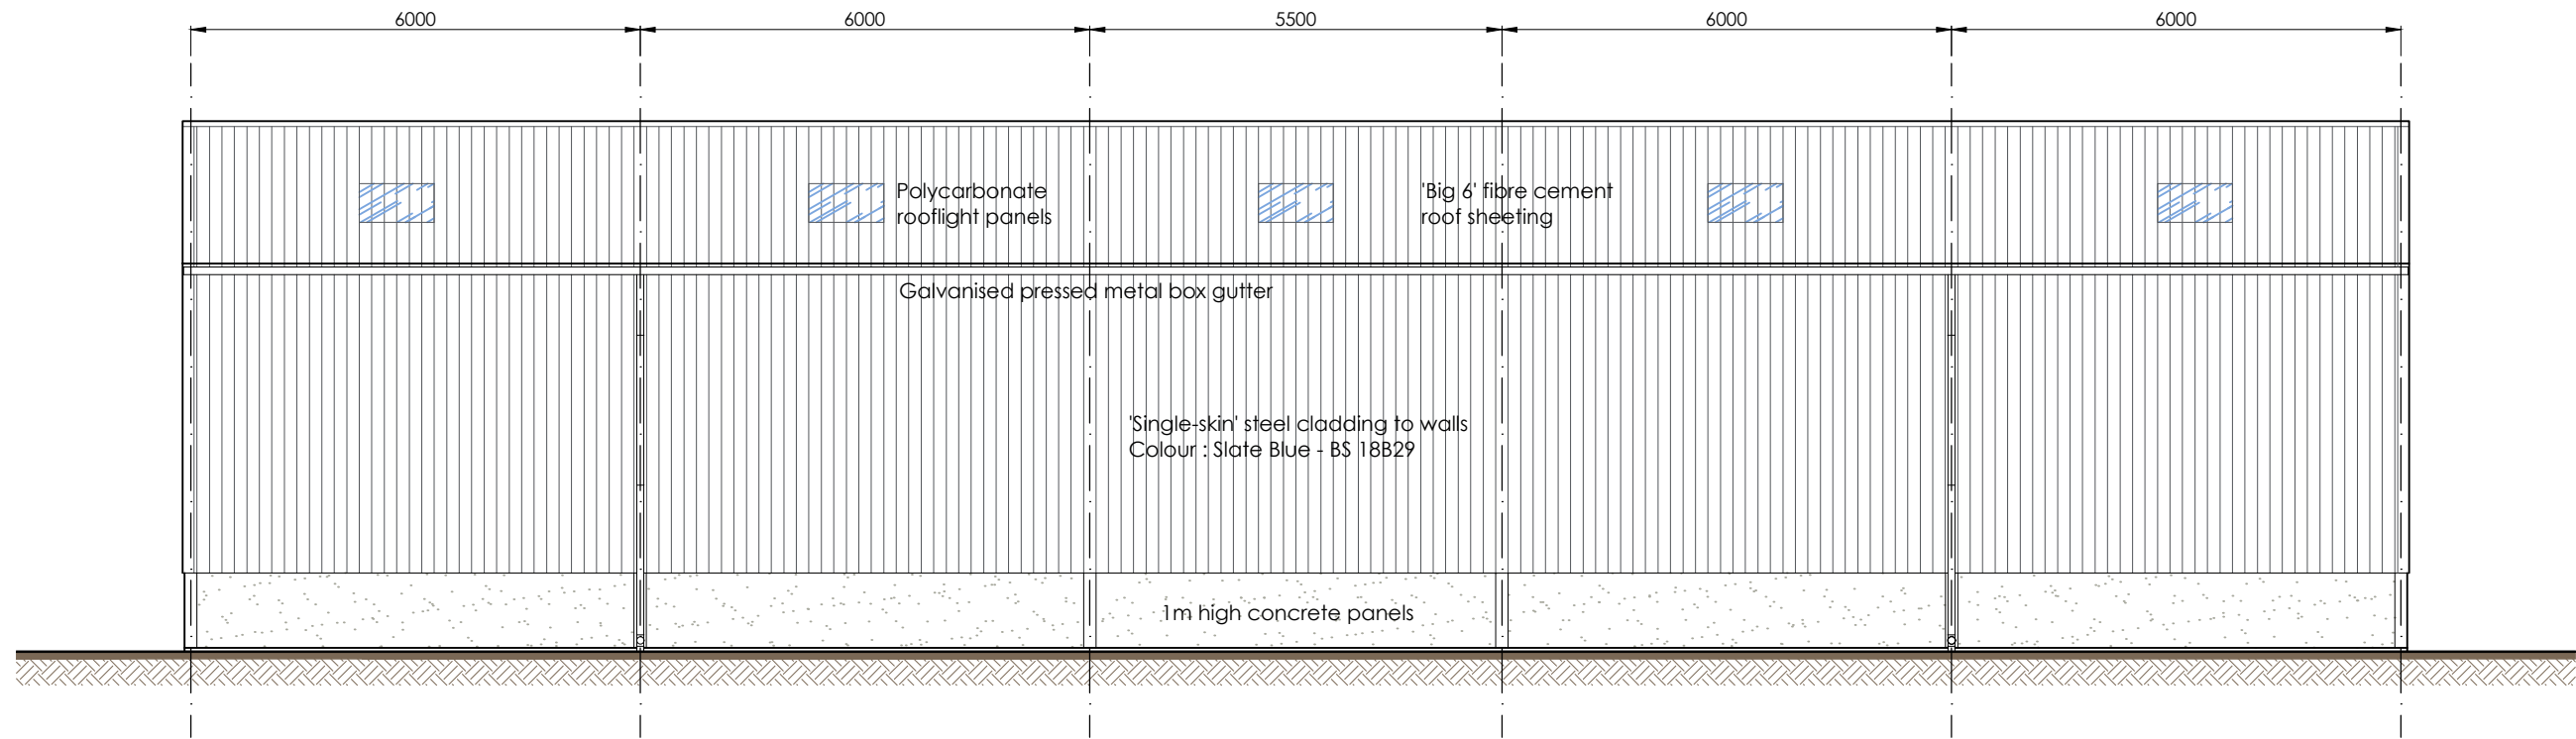 6000 6000 5500 6000 6000
Polycarbonate
rooflight panels
'Big 6' fibre cement
roof sheeting
Galvanised pressed metal box gutter
'Single-skin' steel cladding to walls
Colour : Slate Blue - BS 18B29
1m high concrete panels